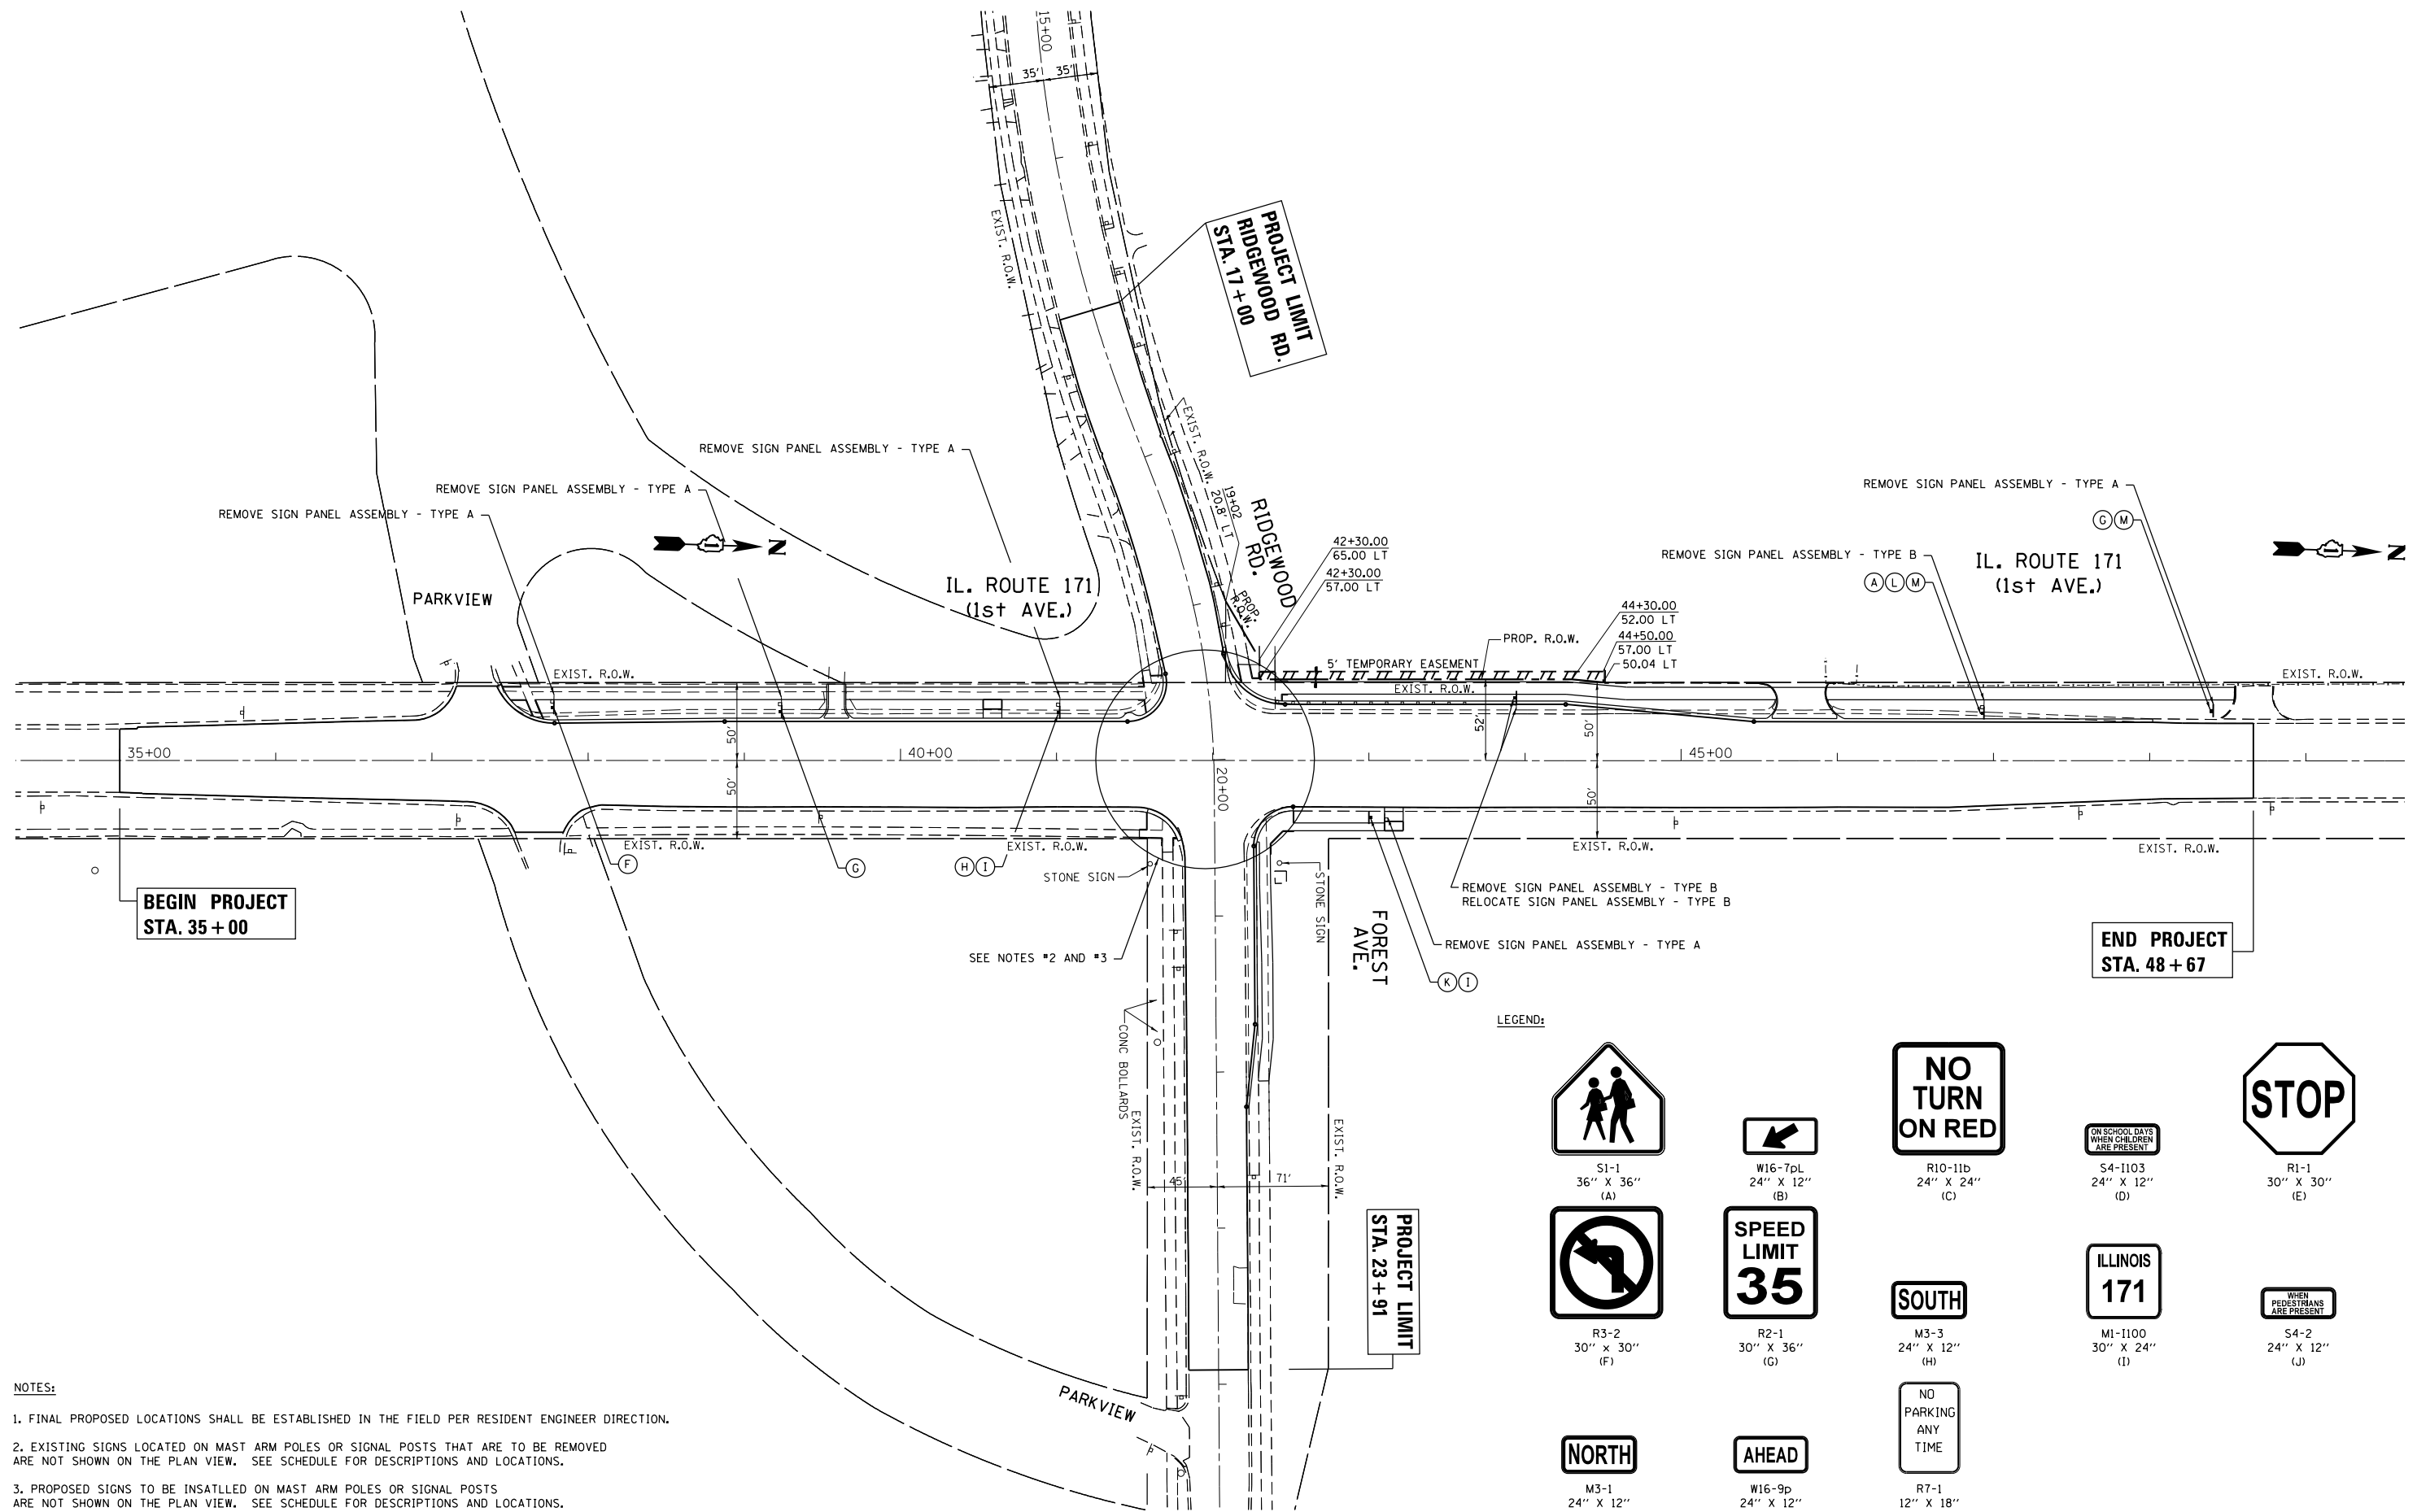 15+00
35' 35'
EXIST. R.O.W.
PROJECT LIMIT
RIDGEWOOD RD.
STA. 17+00
REMOVE SIGN PANEL ASSEMBLY - TYPE A
REMOVE SIGN PANEL ASSEMBLY - TYPE A
REMOVE SIGN PANEL ASSEMBLY - TYPE A
N
PARKVIEW
IL. ROUTE 171
(1st AVE.)
EXIST. R.O.W.
EXIST. R.O.W.
19+02
20.8' LT
RIDGEWOOD
RD.
PROP.
R.O.W.
42+30.00
65.00 LT
42+30.00
57.00 LT
44+30.00
52.00 LT
44+50.00
57.00 LT
50.04 LT
PROP. R.O.W.
5' TEMPORARY EASEMENT
EXIST. R.O.W.
REMOVE SIGN PANEL ASSEMBLY - TYPE A
G M
REMOVE SIGN PANEL ASSEMBLY - TYPE B
A L M
IL. ROUTE 171
(1st AVE.)
N
EXIST. R.O.W.
35+00
50'
50'
40+00
20+00
52'
50'
50'
45+00
EXIST. R.O.W.
EXIST. R.O.W.
EXIST. R.O.W.
EXIST. R.O.W.
F
G
H I
STONE SIGN
STONE SIGN
BEGIN PROJECT
STA. 35+00
SEE NOTES #2 AND #3
REMOVE SIGN PANEL ASSEMBLY - TYPE B
RELOCATE SIGN PANEL ASSEMBLY - TYPE B
FOREST
AVE.
REMOVE SIGN PANEL ASSEMBLY - TYPE A
K I
END PROJECT
STA. 48+67
CONC BOLLARDS
EXIST. R.O.W.
EXIST. R.O.W.
45'
71'
PROJECT LIMIT
STA. 23+91
PARKVIEW
LEGEND:
S1-1
36'' X 36''
(A)
W16-7pL
24'' X 12''
(B)
NO
TURN
ON RED
R10-11b
24'' X 24''
(C)
ON SCHOOL DAYS
WHEN CHILDREN
ARE PRESENT
S4-I103
24'' X 12''
(D)
STOP
R1-1
30'' X 30''
(E)
R3-2
30'' x 30''
(F)
SPEED
LIMIT
35
R2-1
30'' X 36''
(G)
SOUTH
M3-3
24'' X 12''
(H)
ILLINOIS
171
M1-I100
30'' X 24''
(I)
WHEN
PEDESTRIANS
ARE PRESENT
S4-2
24'' X 12''
(J)
NORTH
M3-1
24'' X 12''
AHEAD
W16-9p
24'' X 12''
NO
PARKING
ANY
TIME
R7-1
12'' X 18''
NOTES:
1. FINAL PROPOSED LOCATIONS SHALL BE ESTABLISHED IN THE FIELD PER RESIDENT ENGINEER DIRECTION.
2. EXISTING SIGNS LOCATED ON MAST ARM POLES OR SIGNAL POSTS THAT ARE TO BE REMOVED
ARE NOT SHOWN ON THE PLAN VIEW. SEE SCHEDULE FOR DESCRIPTIONS AND LOCATIONS.
3. PROPOSED SIGNS TO BE INSATLLED ON MAST ARM POLES OR SIGNAL POSTS
ARE NOT SHOWN ON THE PLAN VIEW. SEE SCHEDULE FOR DESCRIPTIONS AND LOCATIONS.